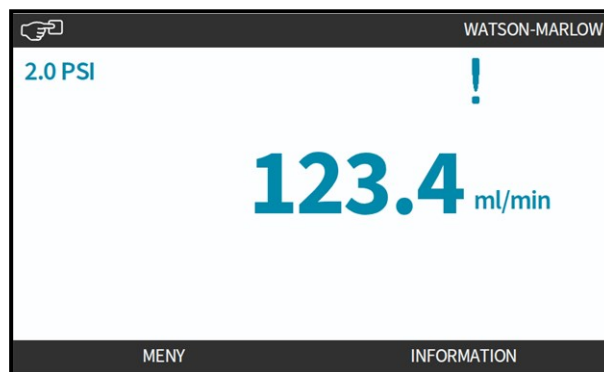 WATSON-MARLOW
2.0 PSI
!
123.4 ml/min
MENY INFORMATION